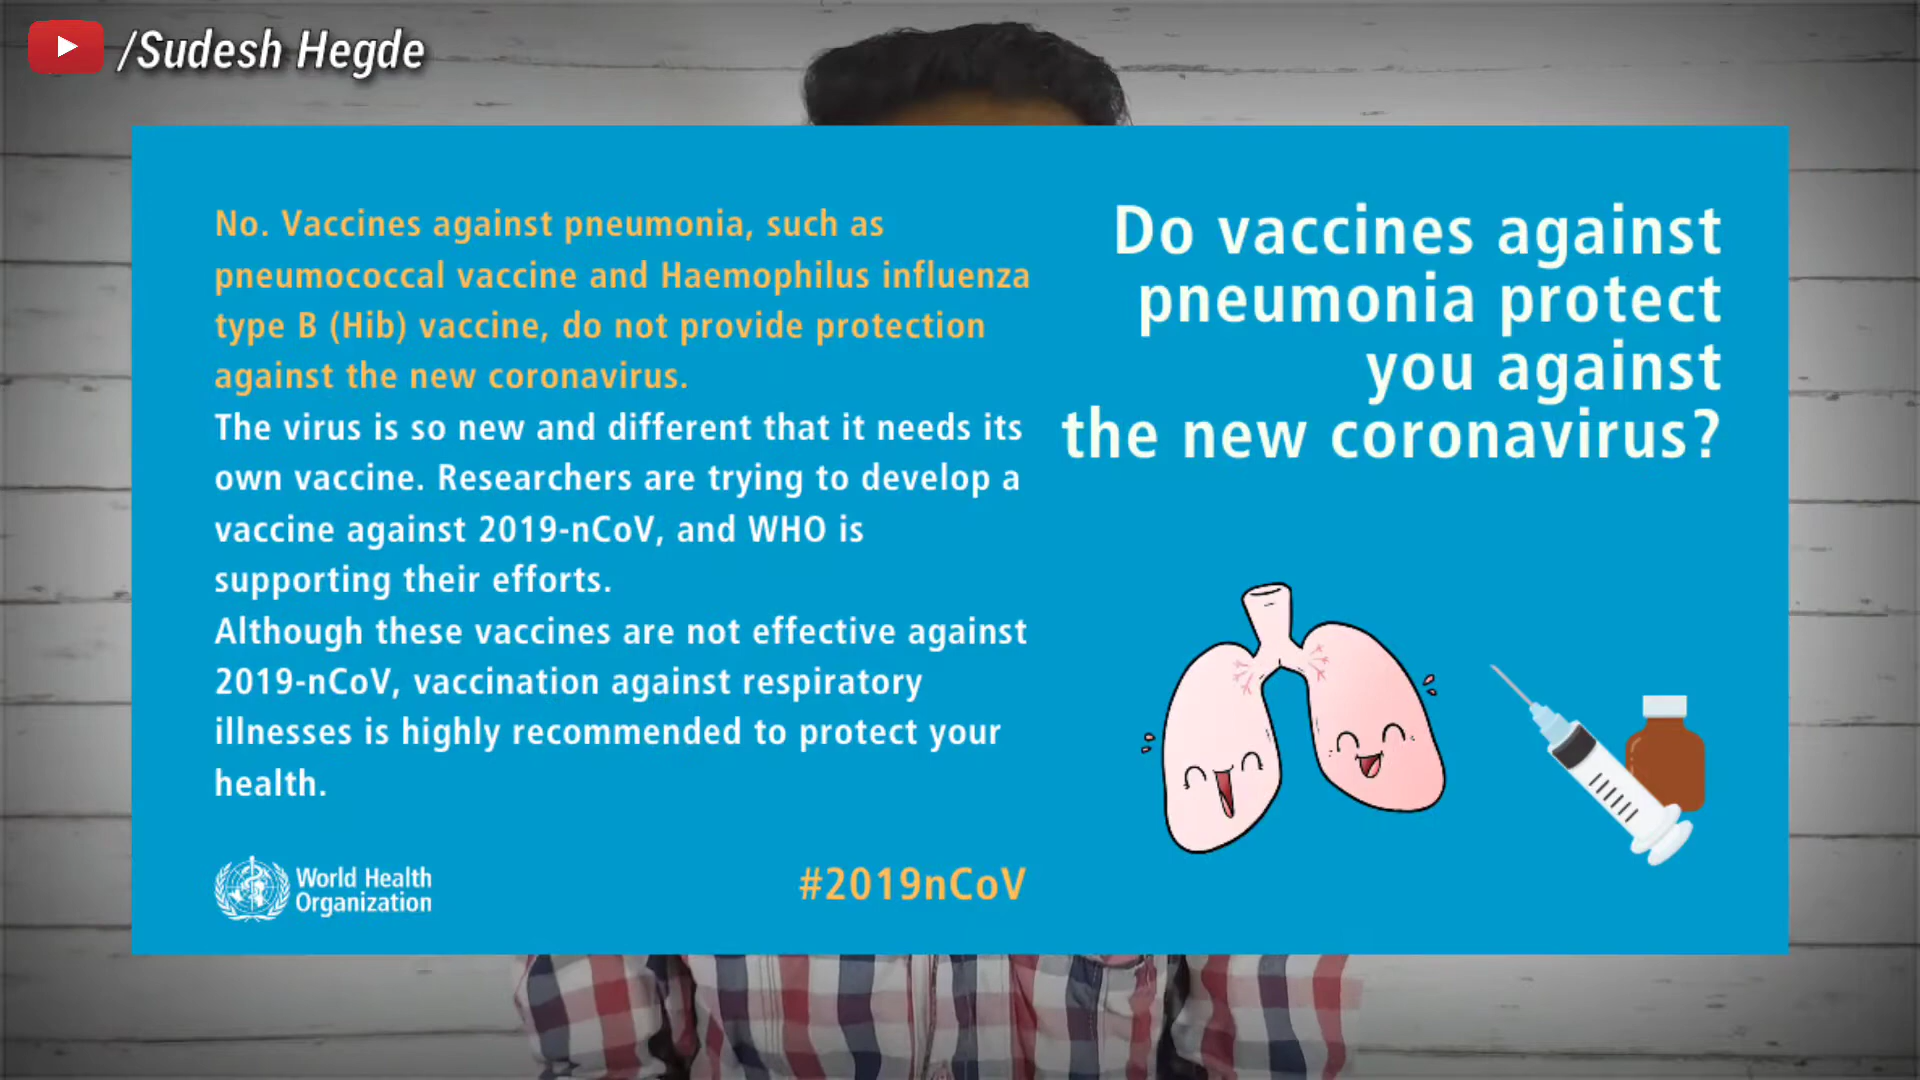 /Sudesh Hegde
No. Vaccines against pneumonia, such as
pneumococcal vaccine and Haemophilus influenza
type B (Hib) vaccine, do not provide protection
against the new coronavirus.
The virus is so new and different that it needs its
own vaccine. Researchers are trying to develop a
vaccine against 2019-nCoV, and WHO is
supporting their efforts.
Although these vaccines are not effective against
2019-nCoV, vaccination against respiratory
illnesses is highly recommended to protect your
health.
World Health
Organization
#2019nCoV
Do vaccines against
pneumonia protect
you against
the new coronavirus?